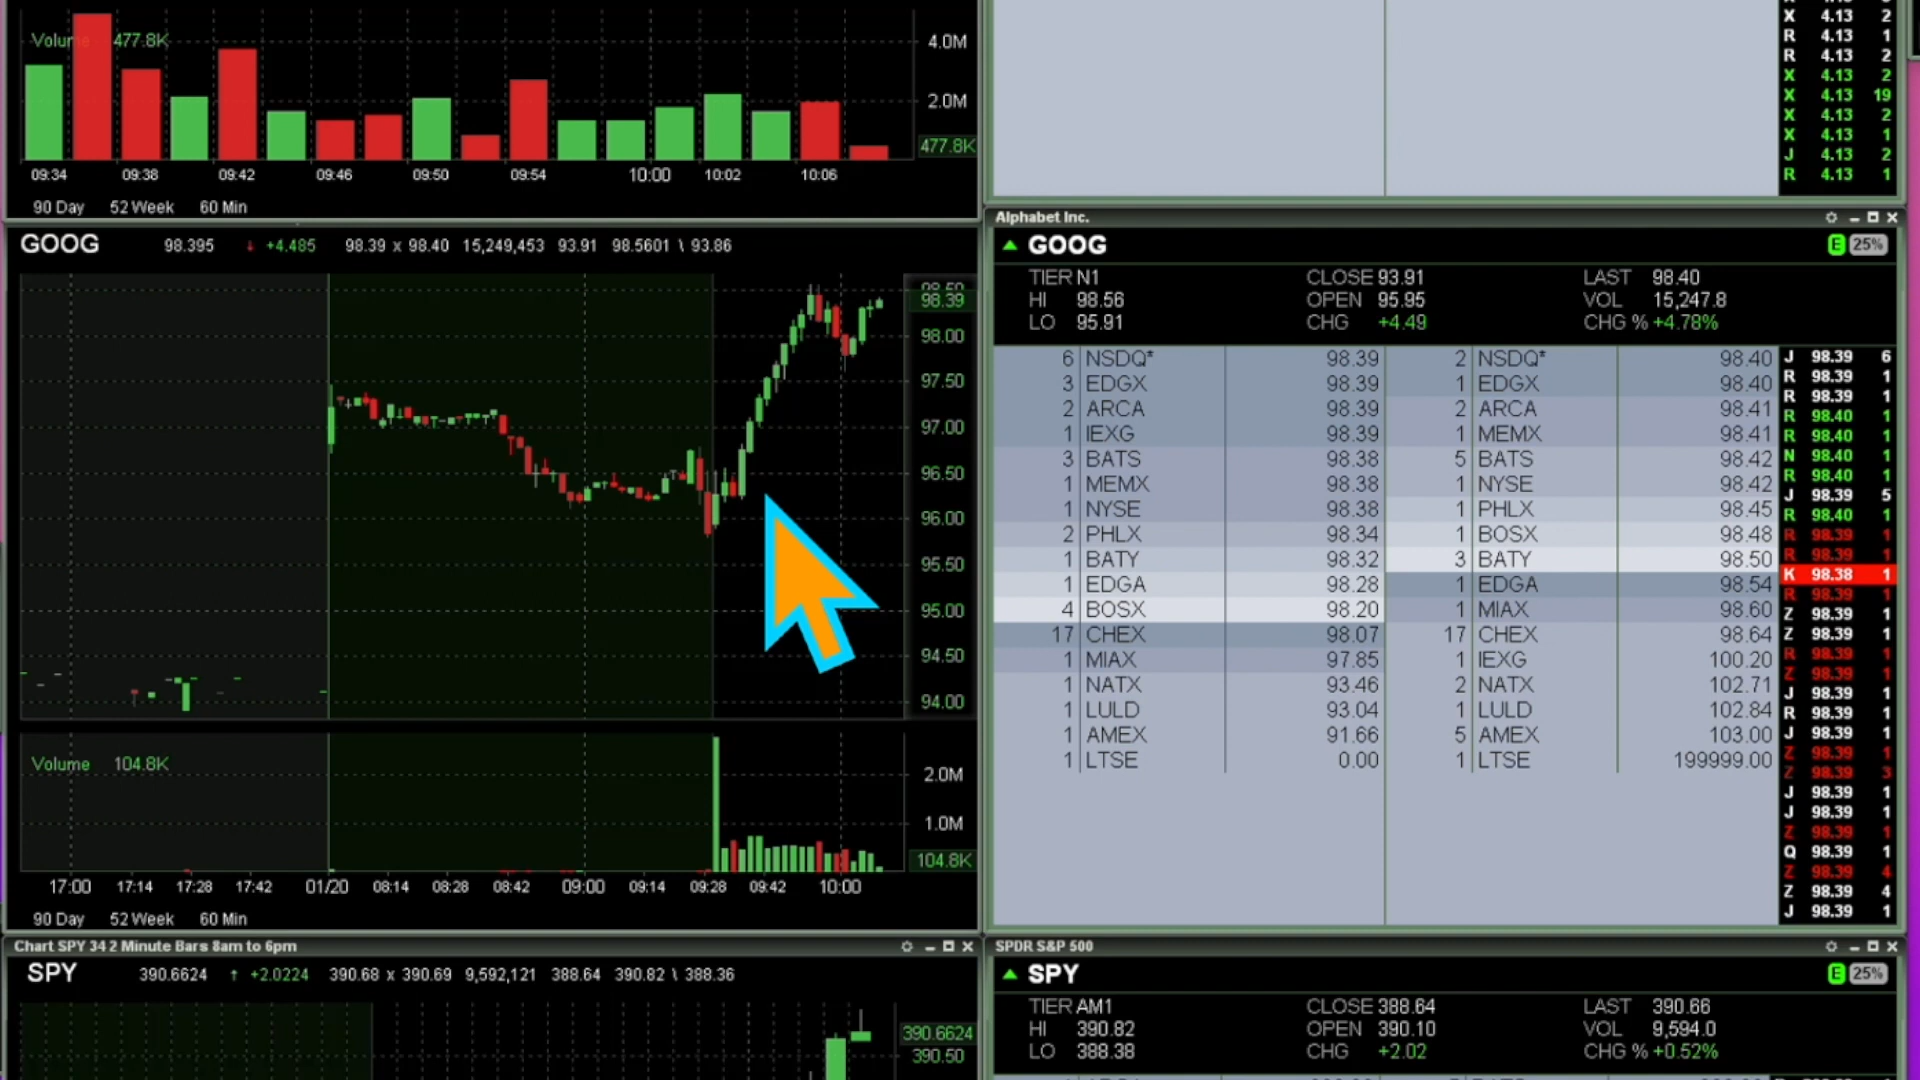 Volume 477.8K
4.0M
2.0M
477.8K
09:34 09:38 09:42 09:46 09:50 09:54 10:00 10:02 10:06
90 Day 52 Week 60 Min
X 4.13 2
R 4.13 1
R 4.13 2
X 4.13 2
X 4.13 19
X 4.13 2
X 4.13 1
J 4.13 2
R 4.13 1
GOOG 98.395 ↓ +4.485 98.39 x 98.40 15,249,453 93.91 98.5601 \ 93.86
98.50
98.39
98.00
97.50
97.00
96.50
96.00
95.50
95.00
94.50
94.00
Volume 104.8K
2.0M
1.0M
104.8K
17:00 17:14 17:28 17:42 01/20 08:14 08:28 08:42 09:00 09:14 09:28 09:42 10:00
90 Day 52 Week 60 Min
Alphabet Inc.
GOOG E 25%
TIER N1 CLOSE 93.91 LAST 98.40
HI 98.56 OPEN 95.95 VOL 15,247.8
LO 95.91 CHG +4.49 CHG % +4.78%
6 NSDQ* 98.39 2 NSDQ* 98.40
3 EDGX 98.39 1 EDGX 98.40
2 ARCA 98.39 2 ARCA 98.41
1 IEXG 98.39 1 MEMX 98.41
3 BATS 98.38 5 BATS 98.42
1 MEMX 98.38 1 NYSE 98.42
1 NYSE 98.38 1 PHLX 98.45
2 PHLX 98.34 1 BOSX 98.48
1 BATY 98.32 3 BATY 98.50
1 EDGA 98.28 1 EDGA 98.54
4 BOSX 98.20 1 MIAX 98.60
17 CHEX 98.07 17 CHEX 98.64
1 MIAX 97.85 1 IEXG 100.20
1 NATX 93.46 2 NATX 102.71
1 LULD 93.04 1 LULD 102.84
1 AMEX 91.66 5 AMEX 103.00
1 LTSE 0.00 1 LTSE 199999.00
J 98.39 6
R 98.39 1
R 98.39 1
R 98.40 1
R 98.40 1
N 98.40 1
R 98.40 1
J 98.39 5
R 98.40 1
R 98.39 1
R 98.39 1
K 98.38 1
R 98.39 1
Z 98.39 1
Z 98.39 1
R 98.39 1
Z 98.39 1
J 98.39 1
R 98.39 1
J 98.39 1
Z 98.39 1
Z 98.39 3
J 98.39 1
J 98.39 1
Z 98.39 1
Q 98.39 1
Z 98.39 4
Z 98.39 4
J 98.39 1
Chart SPY 34 2 Minute Bars 8am to 6pm
SPY 390.6624 ↑ +2.0224 390.68 x 390.69 9,592,121 388.64 390.82 \ 388.36
390.6624
390.50
SPDR S&P 500
SPY E 25%
TIER AM1 CLOSE 388.64 LAST 390.66
HI 390.82 OPEN 390.10 VOL 9,594.0
LO 388.38 CHG +2.02 CHG % +0.52%